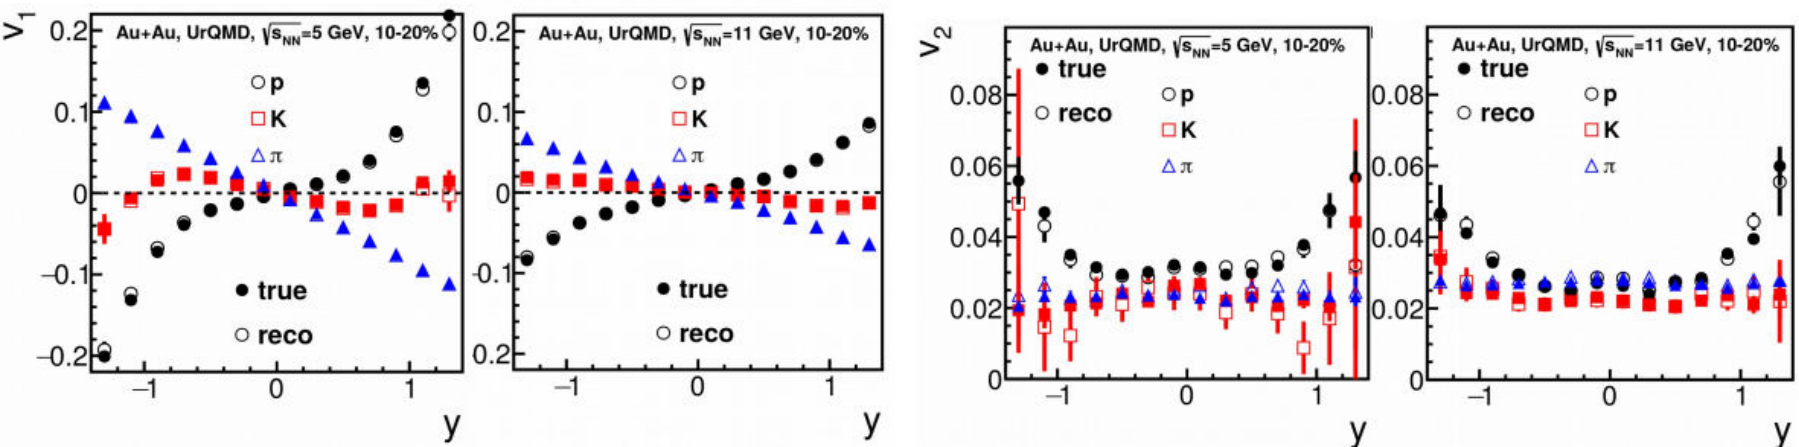 v₁
Au+Au, UrQMD, √sNN=5 GeV, 10-20%
0.2
0.1
0
−0.1
−0.2
p
K
π
true
reco
−1
0
1
y
Au+Au, UrQMD, √sNN=11 GeV, 10-20%
0.2
0.1
0
-0.1
0.2
p
K
π
true
reco
−1
0
1
y
v₂
Au+Au, UrQMD, √sNN=5 GeV, 10-20%
true
reco
p
K
π
0.08
0.06
0.04
0.02
0
−1
0
1
y
Au+Au, UrQMD, √sNN=11 GeV, 10-20%
true
reco
p
K
π
0.08
0.06
0.04
0.02
0
−1
0
1
y